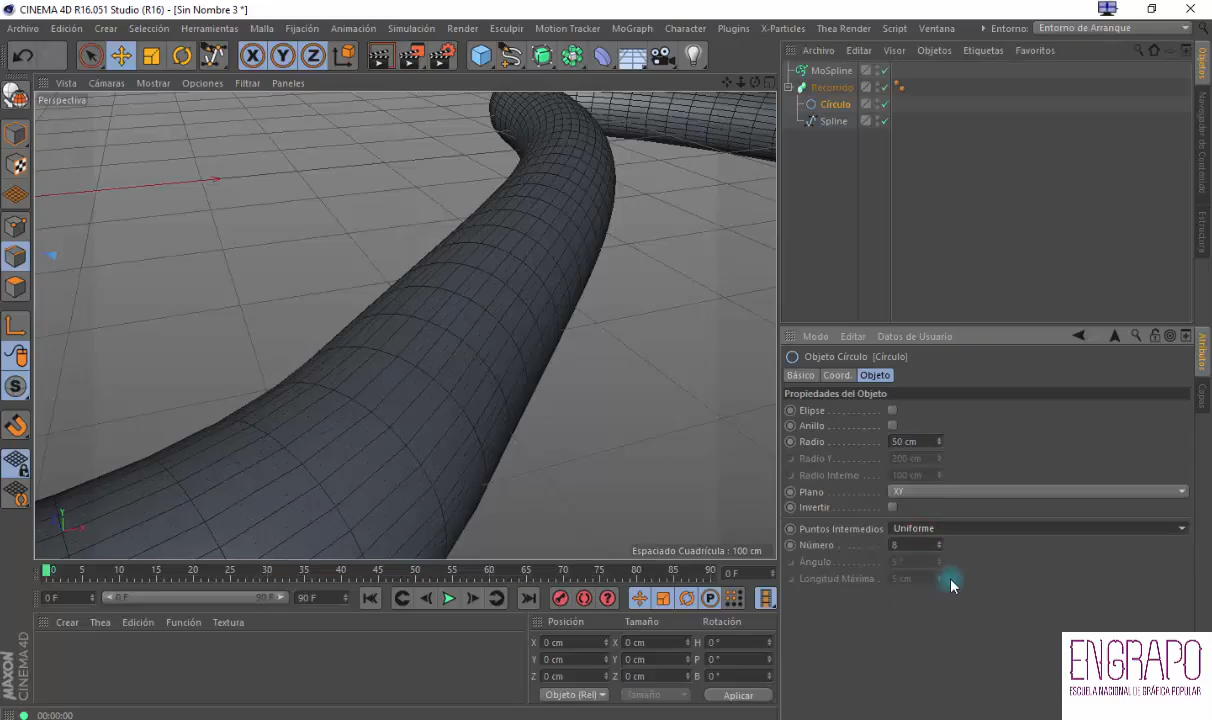 CINEMA 4D R16.051 Studio (R16) - [Sin Nombre 3 *]
Archivo Edición Crear Selección Herramientas Malla Fijación Animación Simulación Render Esculpir Motion Tracker MoGraph Character Plugins X-Particles Thea Render Script Ventana Entorno: Entorno de Arranque
X Y Z
Archivo Editar Visor Objetos Etiquetas Favoritos
Vista Cámaras Mostrar Opciones Filtrar Paneles
Perspectiva
MoSpline
Recorrido
Círculo
Spline
Objetos
Navegador de Contenido
Estructura
Modo Editar Datos de Usuario
Objeto Círculo [Círculo]
Básico Coord. Objeto
Propiedades del Objeto
Elipse
Anillo
Radio 50 cm
Radio Y 200 cm
Radio Interno 100 cm
Plano XY
Invertir
Puntos Intermedios Uniforme
Número 8
Ángulo 5 °
Longitud Máxima 5 cm
Atributos
Capas
S
Y
X
Espaciado Cuadrícula : 100 cm
0 5 10 15 20 25 30 35 40 45 50 55 60 65 70 75 80 85 90 0 F
0 F 0 F 90 F 90 F
P
Crear Thea Edición Función Textura
Posición Tamaño Rotación
X 0 cm X 0 cm H 0 °
Y 0 cm Y 0 cm P 0 °
Z 0 cm Z 0 cm B 0 °
Objeto (Rel) Tamaño Aplicar
MAXON
CINEMA 4D
00:00:00
ENGRAPO
ESCUELA NACIONAL DE GRÁFICA POPULAR